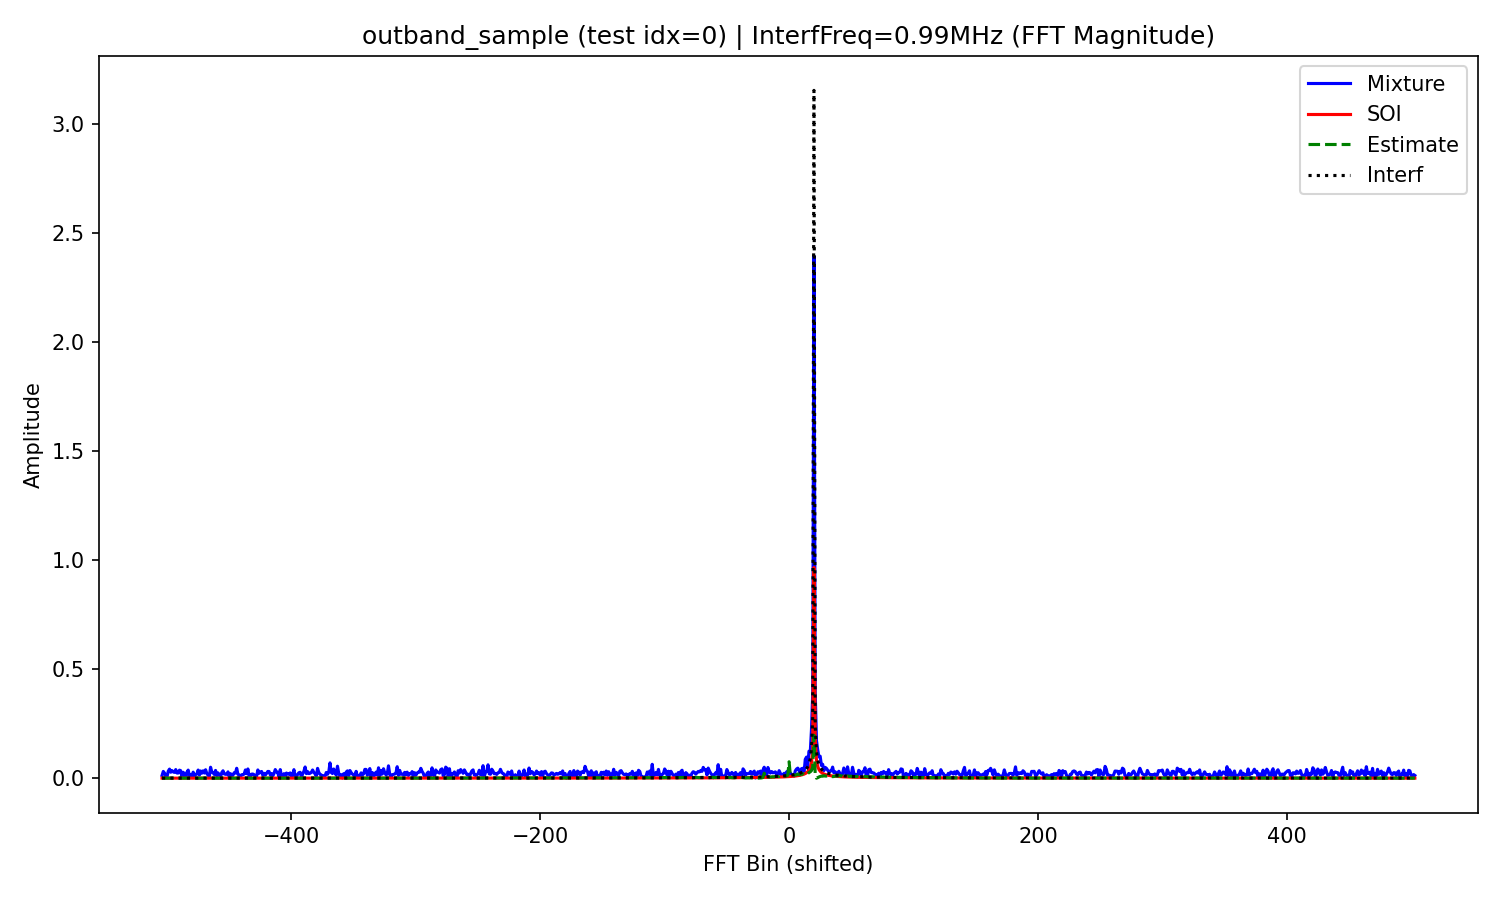 outband_sample (test idx=0) | InterfFreq=0.99MHz (FFT Magnitude)
Mixture
SOI
Estimate
Interf
Amplitude
3.0
2.5
2.0
1.5
1.0
0.5
0.0
−400 −200 0 200 400
FFT Bin (shifted)